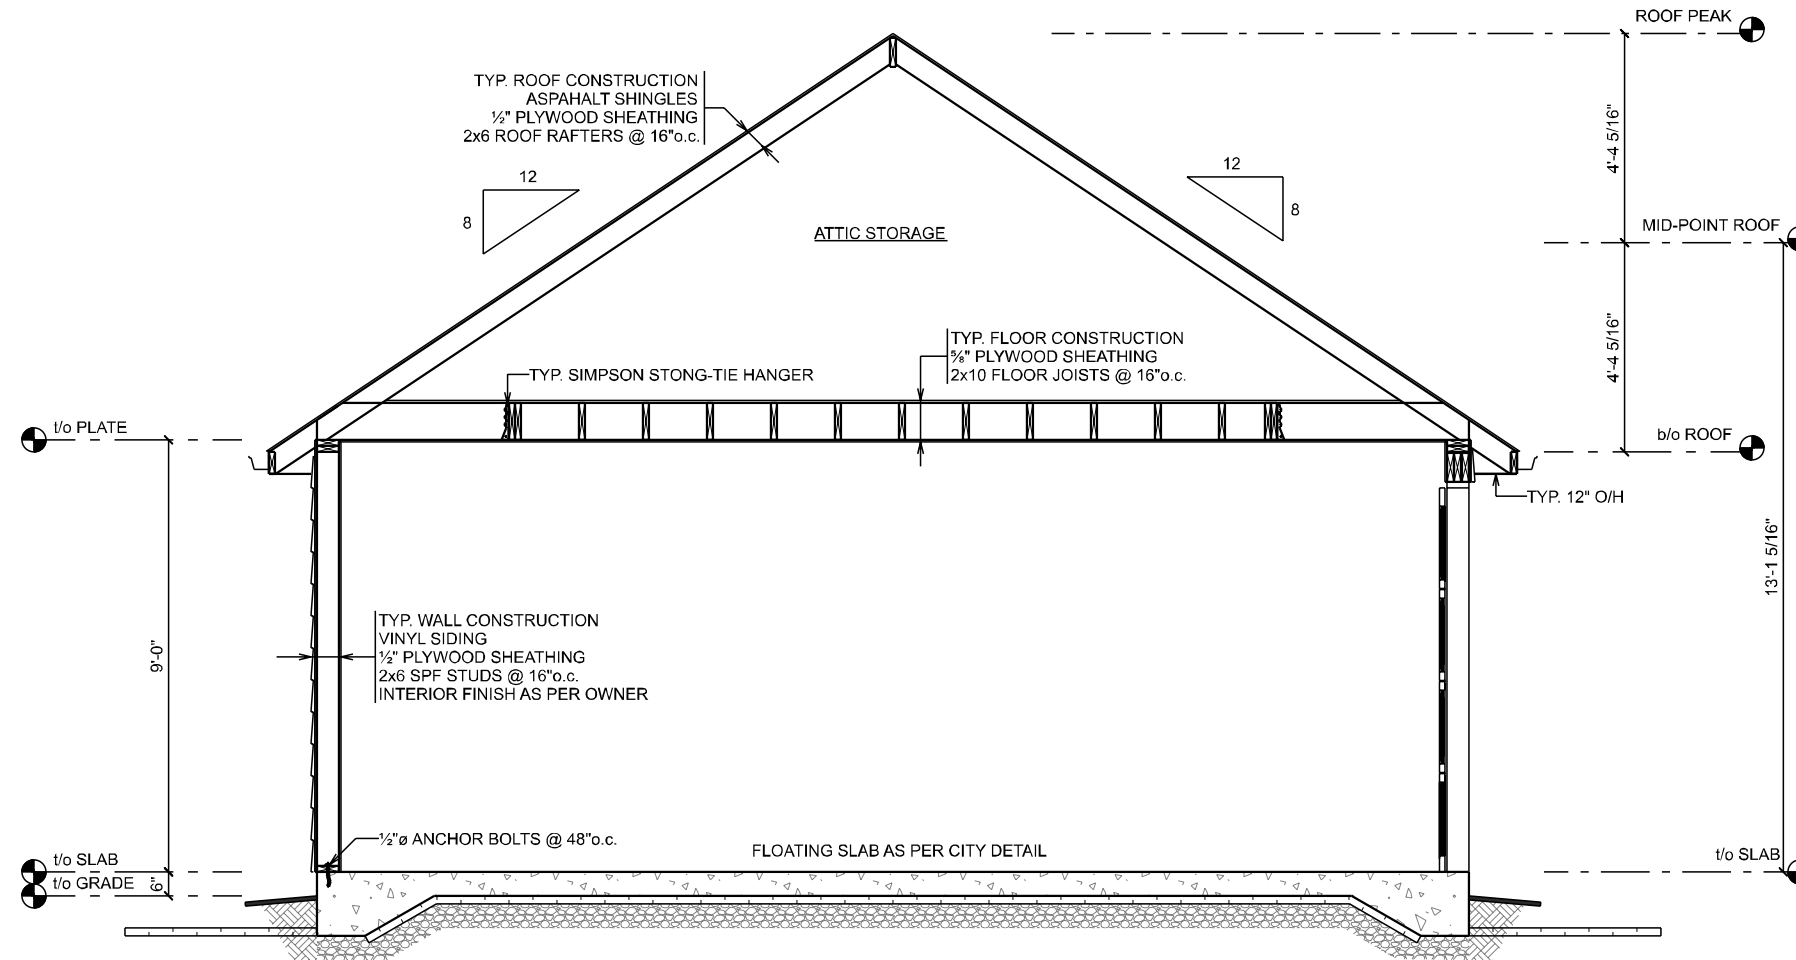 ROOF PEAK
TYP. ROOF CONSTRUCTION
ASPAHALT SHINGLES
½" PLYWOOD SHEATHING
2x6 ROOF RAFTERS @ 16"o.c.
4'-4 5/16"
12
8
12
8
ATTIC STORAGE
MID-POINT ROOF
TYP. FLOOR CONSTRUCTION
⅝" PLYWOOD SHEATHING
2x10 FLOOR JOISTS @ 16"o.c.
4'-4 5/16"
TYP. SIMPSON STONG-TIE HANGER
t/o PLATE
b/o ROOF
TYP. 12" O/H
13'-1 5/16"
9'-0"
TYP. WALL CONSTRUCTION
VINYL SIDING
½" PLYWOOD SHEATHING
2x6 SPF STUDS @ 16"o.c.
INTERIOR FINISH AS PER OWNER
½"ø ANCHOR BOLTS @ 48"o.c.
FLOATING SLAB AS PER CITY DETAIL
t/o SLAB
t/o SLAB
t/o GRADE
6"